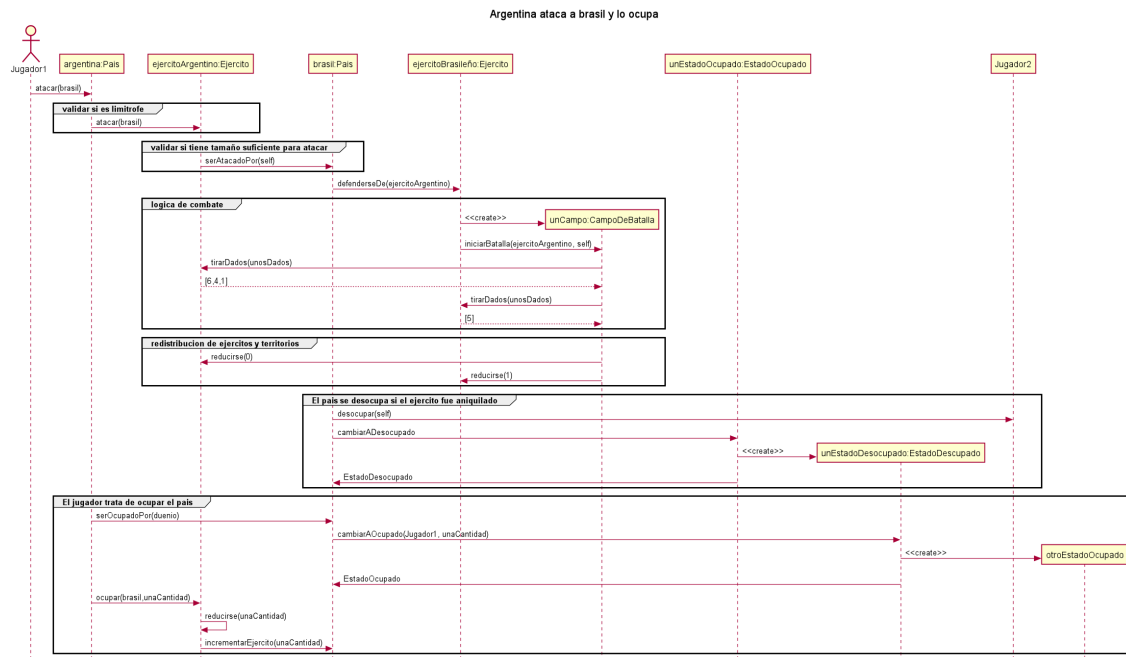 Argentina ataca a brasil y lo ocupa
Jugador1
argentina:Pais
ejercitoArgentino:Ejercito
brasil:Pais
ejercitoBrasileño:Ejercito
unEstadoOcupado:EstadoOcupado
Jugador2
atacar(brasil)
validar si es limitrofe
atacar(brasil)
validar si tiene tamaño suficiente para atacar
serAtacadoPor(self)
defenderseDe(ejercitoArgentino)
logica de combate
<<create>>
unCampo:CampoDeBatalla
iniciarBatalla(ejercitoArgentino, self)
tirarDados(unosDados)
[6,4,1]
tirarDados(unosDados)
[5]
redistribucion de ejercitos y territorios
reducirse(0)
reducirse(1)
El pais se desocupa si el ejercito fue aniquilado
desocupar(self)
cambiarADesocupado
<<create>>
unEstadoDesocupado:EstadoDescupado
EstadoDesocupado
El jugador trata de ocupar el pais
serOcupadoPor(duenio)
cambiarAOcupado(Jugador1, unaCantidad)
<<create>>
otroEstadoOcupado
EstadoOcupado
ocupar(brasil,unaCantidad)
reducirse(unaCantidad)
incrementarEjercito(unaCantidad)